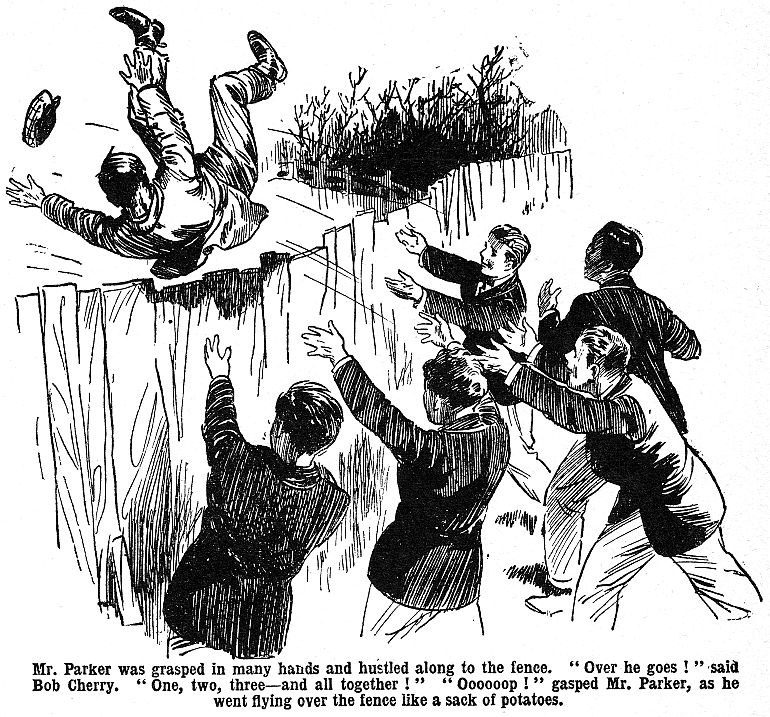 Mr. Parker was grasped in many hands and hustled along to the fence. “Over he goes !” said
Bob Cherry. “One, two, three—and all together !” “Oooooop !” gasped Mr. Parker, as he
went flying over the fence like a sack of potatoes.